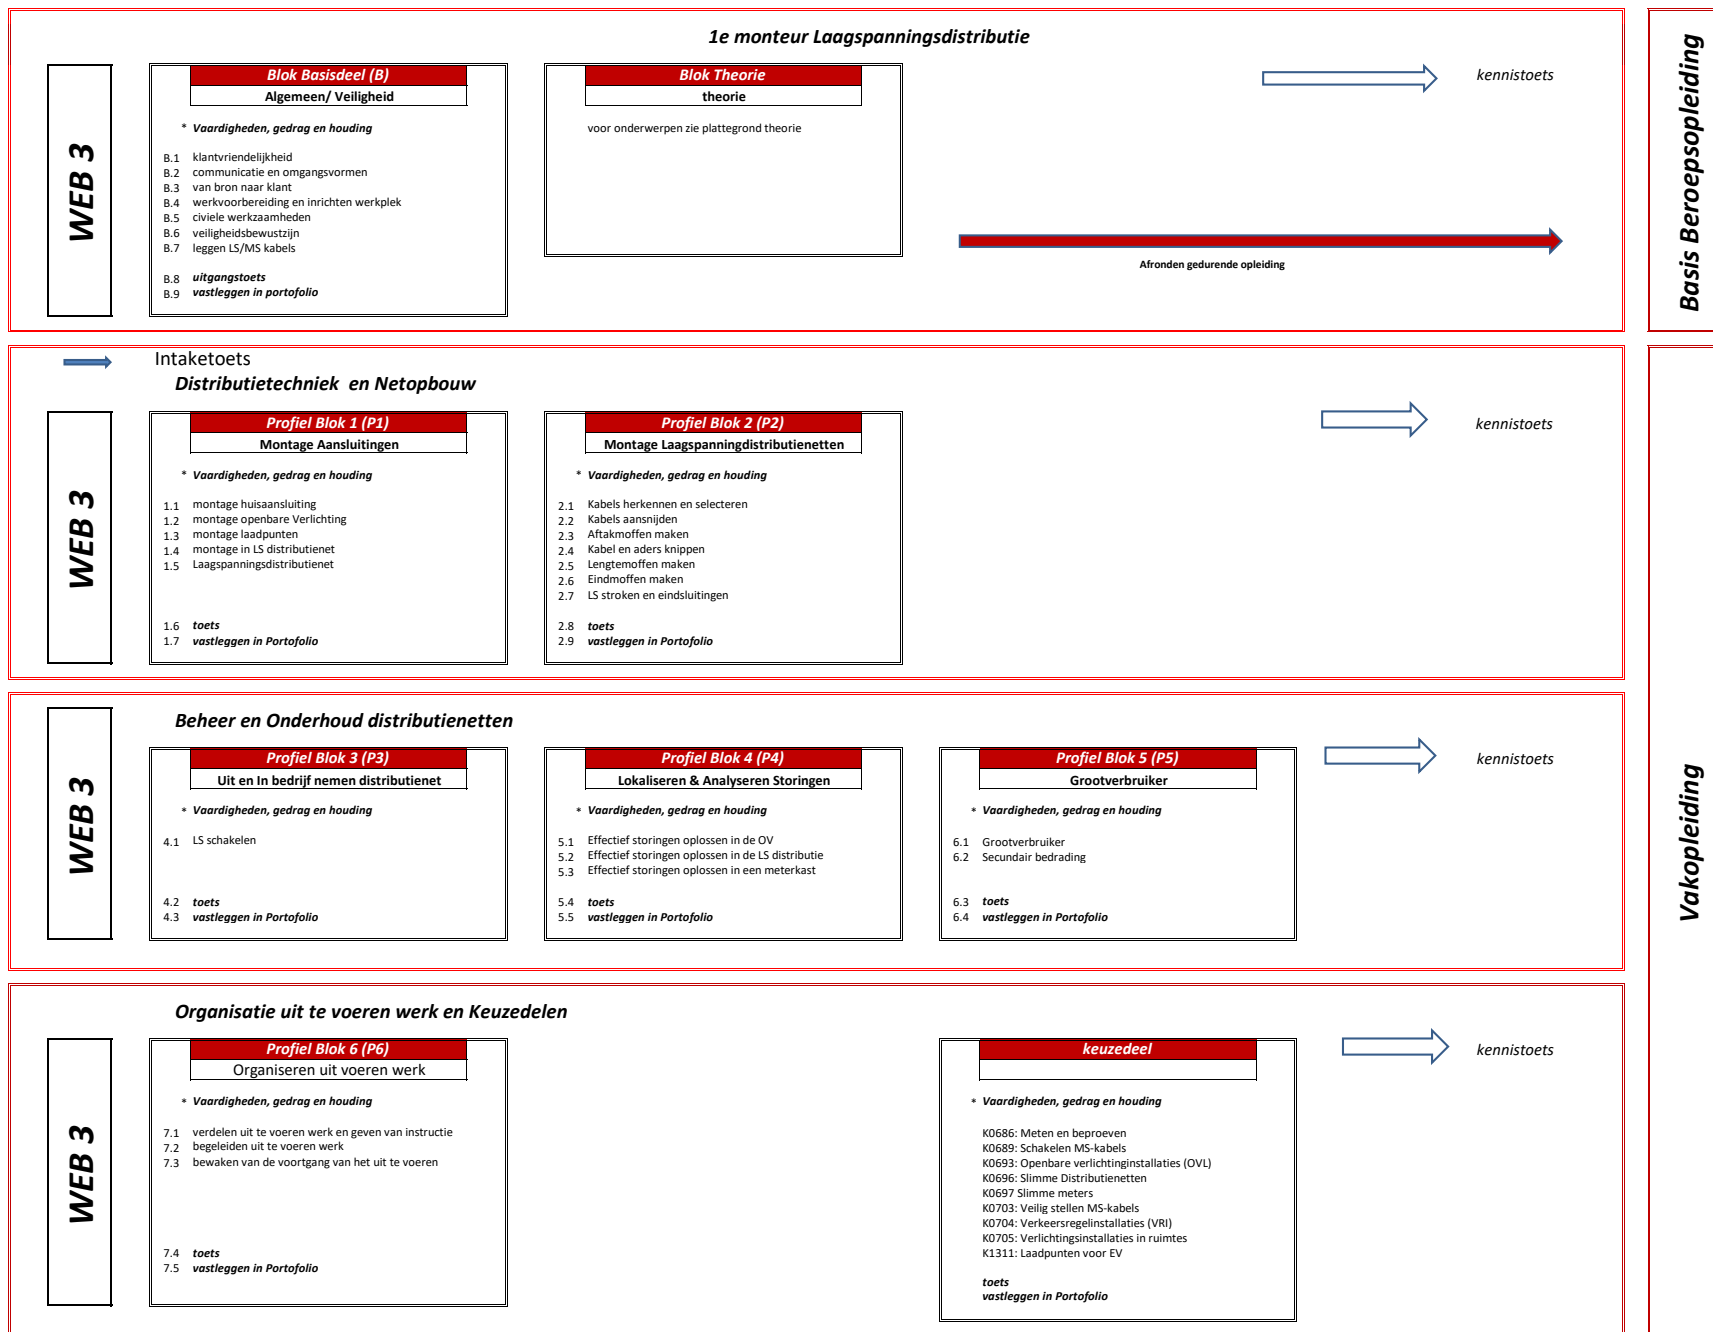 1e monteur Laagspanningsdistributie
Basis Beroepsopleiding
WEB 3
Blok Basisdeel (B)
Algemeen/ Veiligheid
* Vaardigheden, gedrag en houding
B.1 klantvriendelijkheid
B.2 communicatie en omgangsvormen
B.3 van bron naar klant
B.4 werkvoorbereiding en inrichten werkplek
B.5 civiele werkzaamheden
B.6 veiligheidsbewustzijn
B.7 leggen LS/MS kabels
B.8 uitgangstoets
B.9 vastleggen in portofolio
Blok Theorie
theorie
voor onderwerpen zie plattegrond theorie
kennistoets
Afronden gedurende opleiding
Vakopleiding
Intaketoets
Distributietechniek en Netopbouw
WEB 3
Profiel Blok 1 (P1)
Montage Aansluitingen
* Vaardigheden, gedrag en houding
1.1 montage huisaansluiting
1.2 montage openbare Verlichting
1.3 montage laadpunten
1.4 montage in LS distributienet
1.5 Laagspanningsdistributienet
1.6 toets
1.7 vastleggen in Portofolio
Profiel Blok 2 (P2)
Montage Laagspanningdistributienetten
* Vaardigheden, gedrag en houding
2.1 Kabels herkennen en selecteren
2.2 Kabels aansnijden
2.3 Aftakmoffen maken
2.4 Kabel en aders knippen
2.5 Lengtemoffen maken
2.6 Eindmoffen maken
2.7 LS stroken en eindsluitingen
2.8 toets
2.9 vastleggen in Portofolio
kennistoets
Beheer en Onderhoud distributienetten
WEB 3
Profiel Blok 3 (P3)
Uit en In bedrijf nemen distributienet
* Vaardigheden, gedrag en houding
4.1 LS schakelen
4.2 toets
4.3 vastleggen in Portofolio
Profiel Blok 4 (P4)
Lokaliseren & Analyseren Storingen
* Vaardigheden, gedrag en houding
5.1 Effectief storingen oplossen in de OV
5.2 Effectief storingen oplossen in de LS distributie
5.3 Effectief storingen oplossen in een meterkast
5.4 toets
5.5 vastleggen in Portofolio
Profiel Blok 5 (P5)
Grootverbruiker
* Vaardigheden, gedrag en houding
6.1 Grootverbruiker
6.2 Secundair bedrading
6.3 toets
6.4 vastleggen in Portofolio
kennistoets
Organisatie uit te voeren werk en Keuzedelen
WEB 3
Profiel Blok 6 (P6)
Organiseren uit voeren werk
* Vaardigheden, gedrag en houding
7.1 verdelen uit te voeren werk en geven van instructie
7.2 begeleiden uit te voeren werk
7.3 bewaken van de voortgang van het uit te voeren
7.4 toets
7.5 vastleggen in Portofolio
keuzedeel
* Vaardigheden, gedrag en houding
K0686: Meten en beproeven
K0689: Schakelen MS-kabels
K0693: Openbare verlichtinginstallaties (OVL)
K0696: Slimme Distributienetten
K0697 Slimme meters
K0703: Veilig stellen MS-kabels
K0704: Verkeersregelinstallaties (VRI)
K0705: Verlichtingsinstallaties in ruimtes
K1311: Laadpunten voor EV
toets
vastleggen in Portofolio
kennistoets